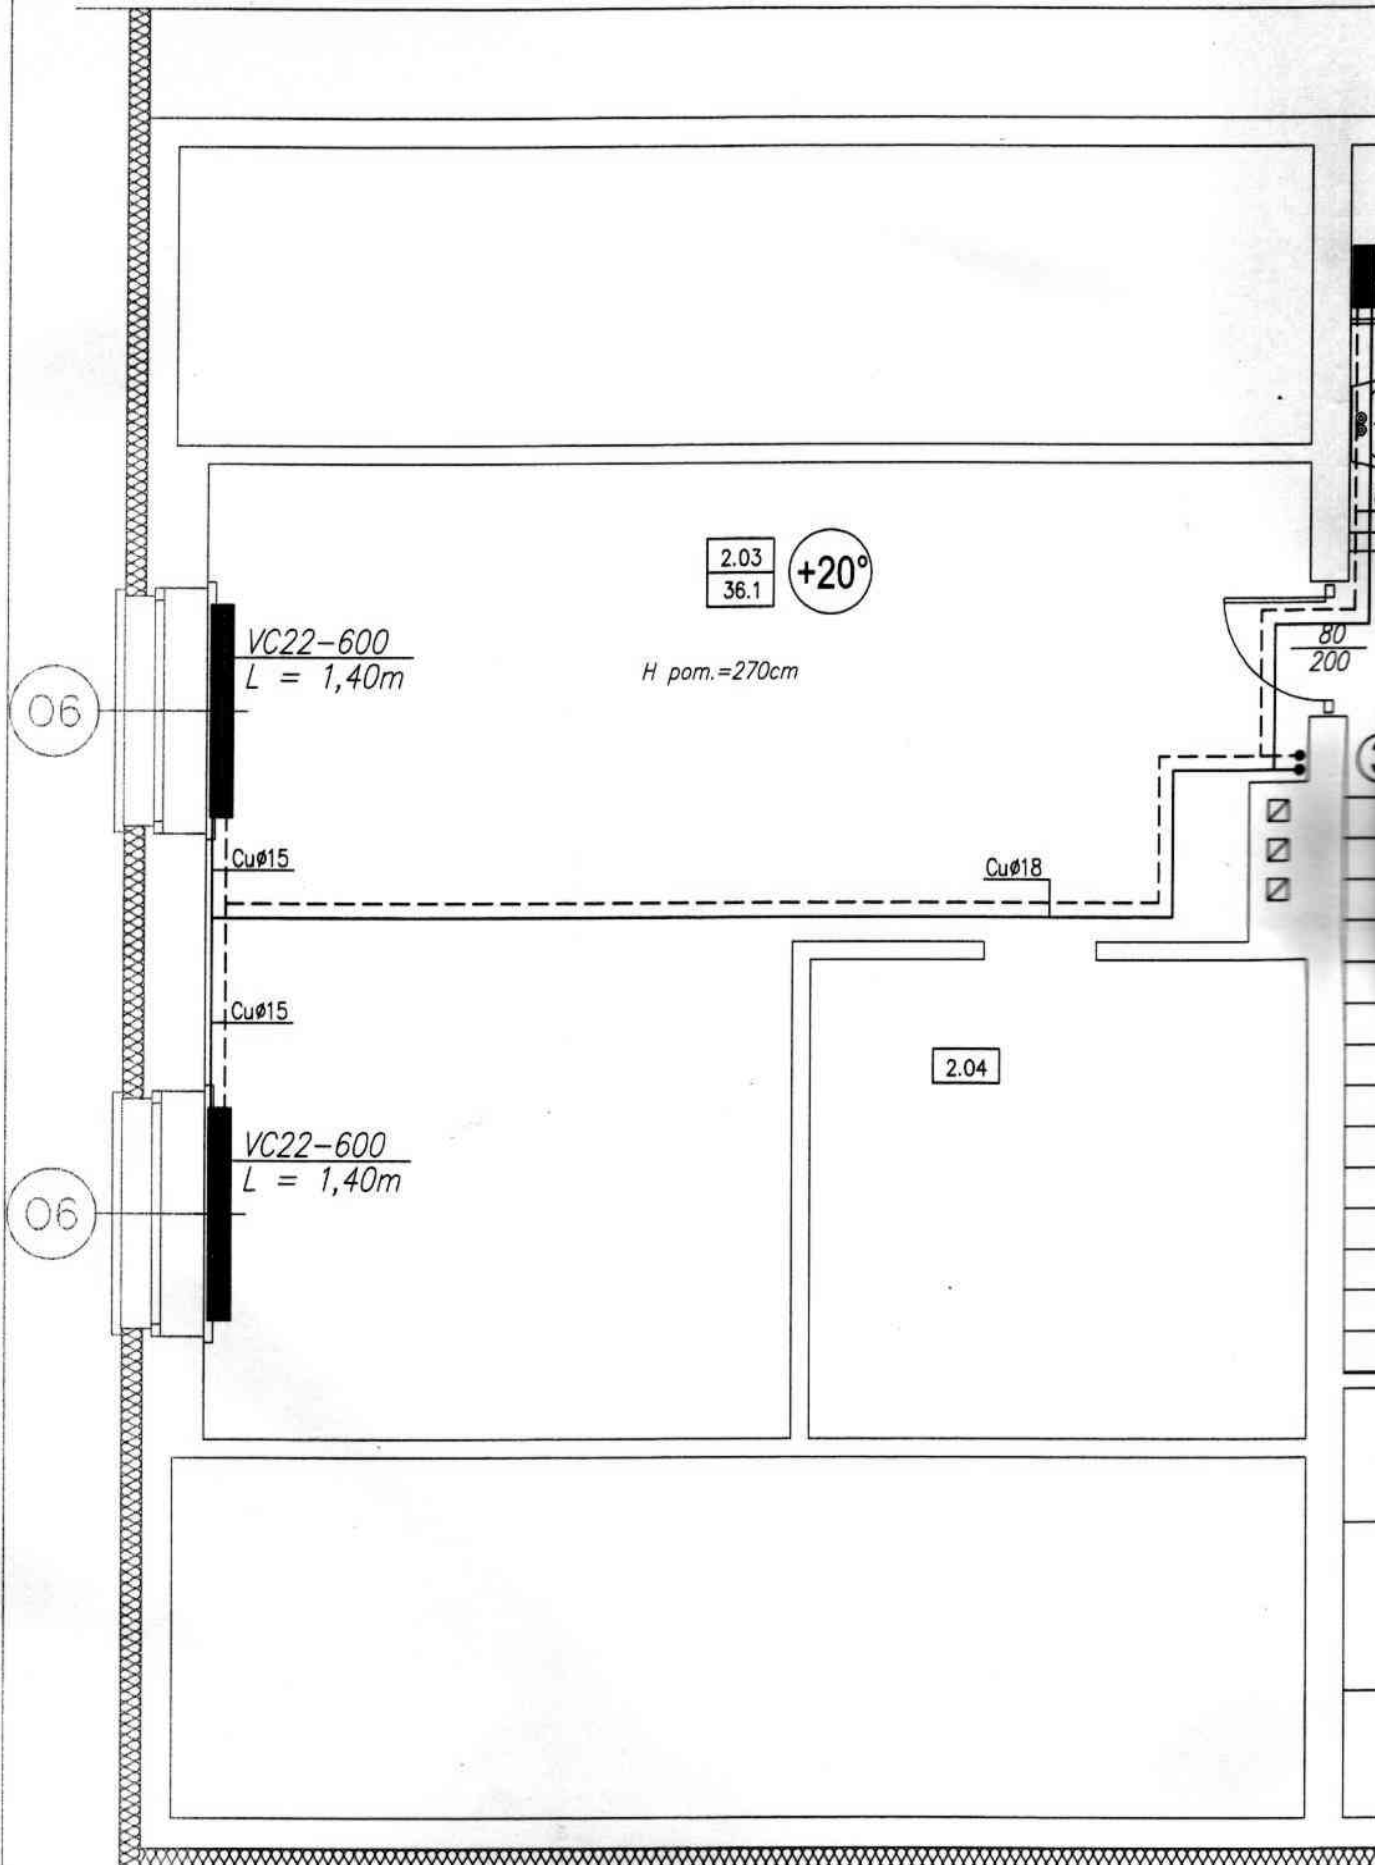 2.03
36.1
+20°
VC22-600
L = 1,40m
H pom.=270cm
80
200
06
Cuø15
Cuø18
Cuø15
2.04
VC22-600
L = 1,40m
06